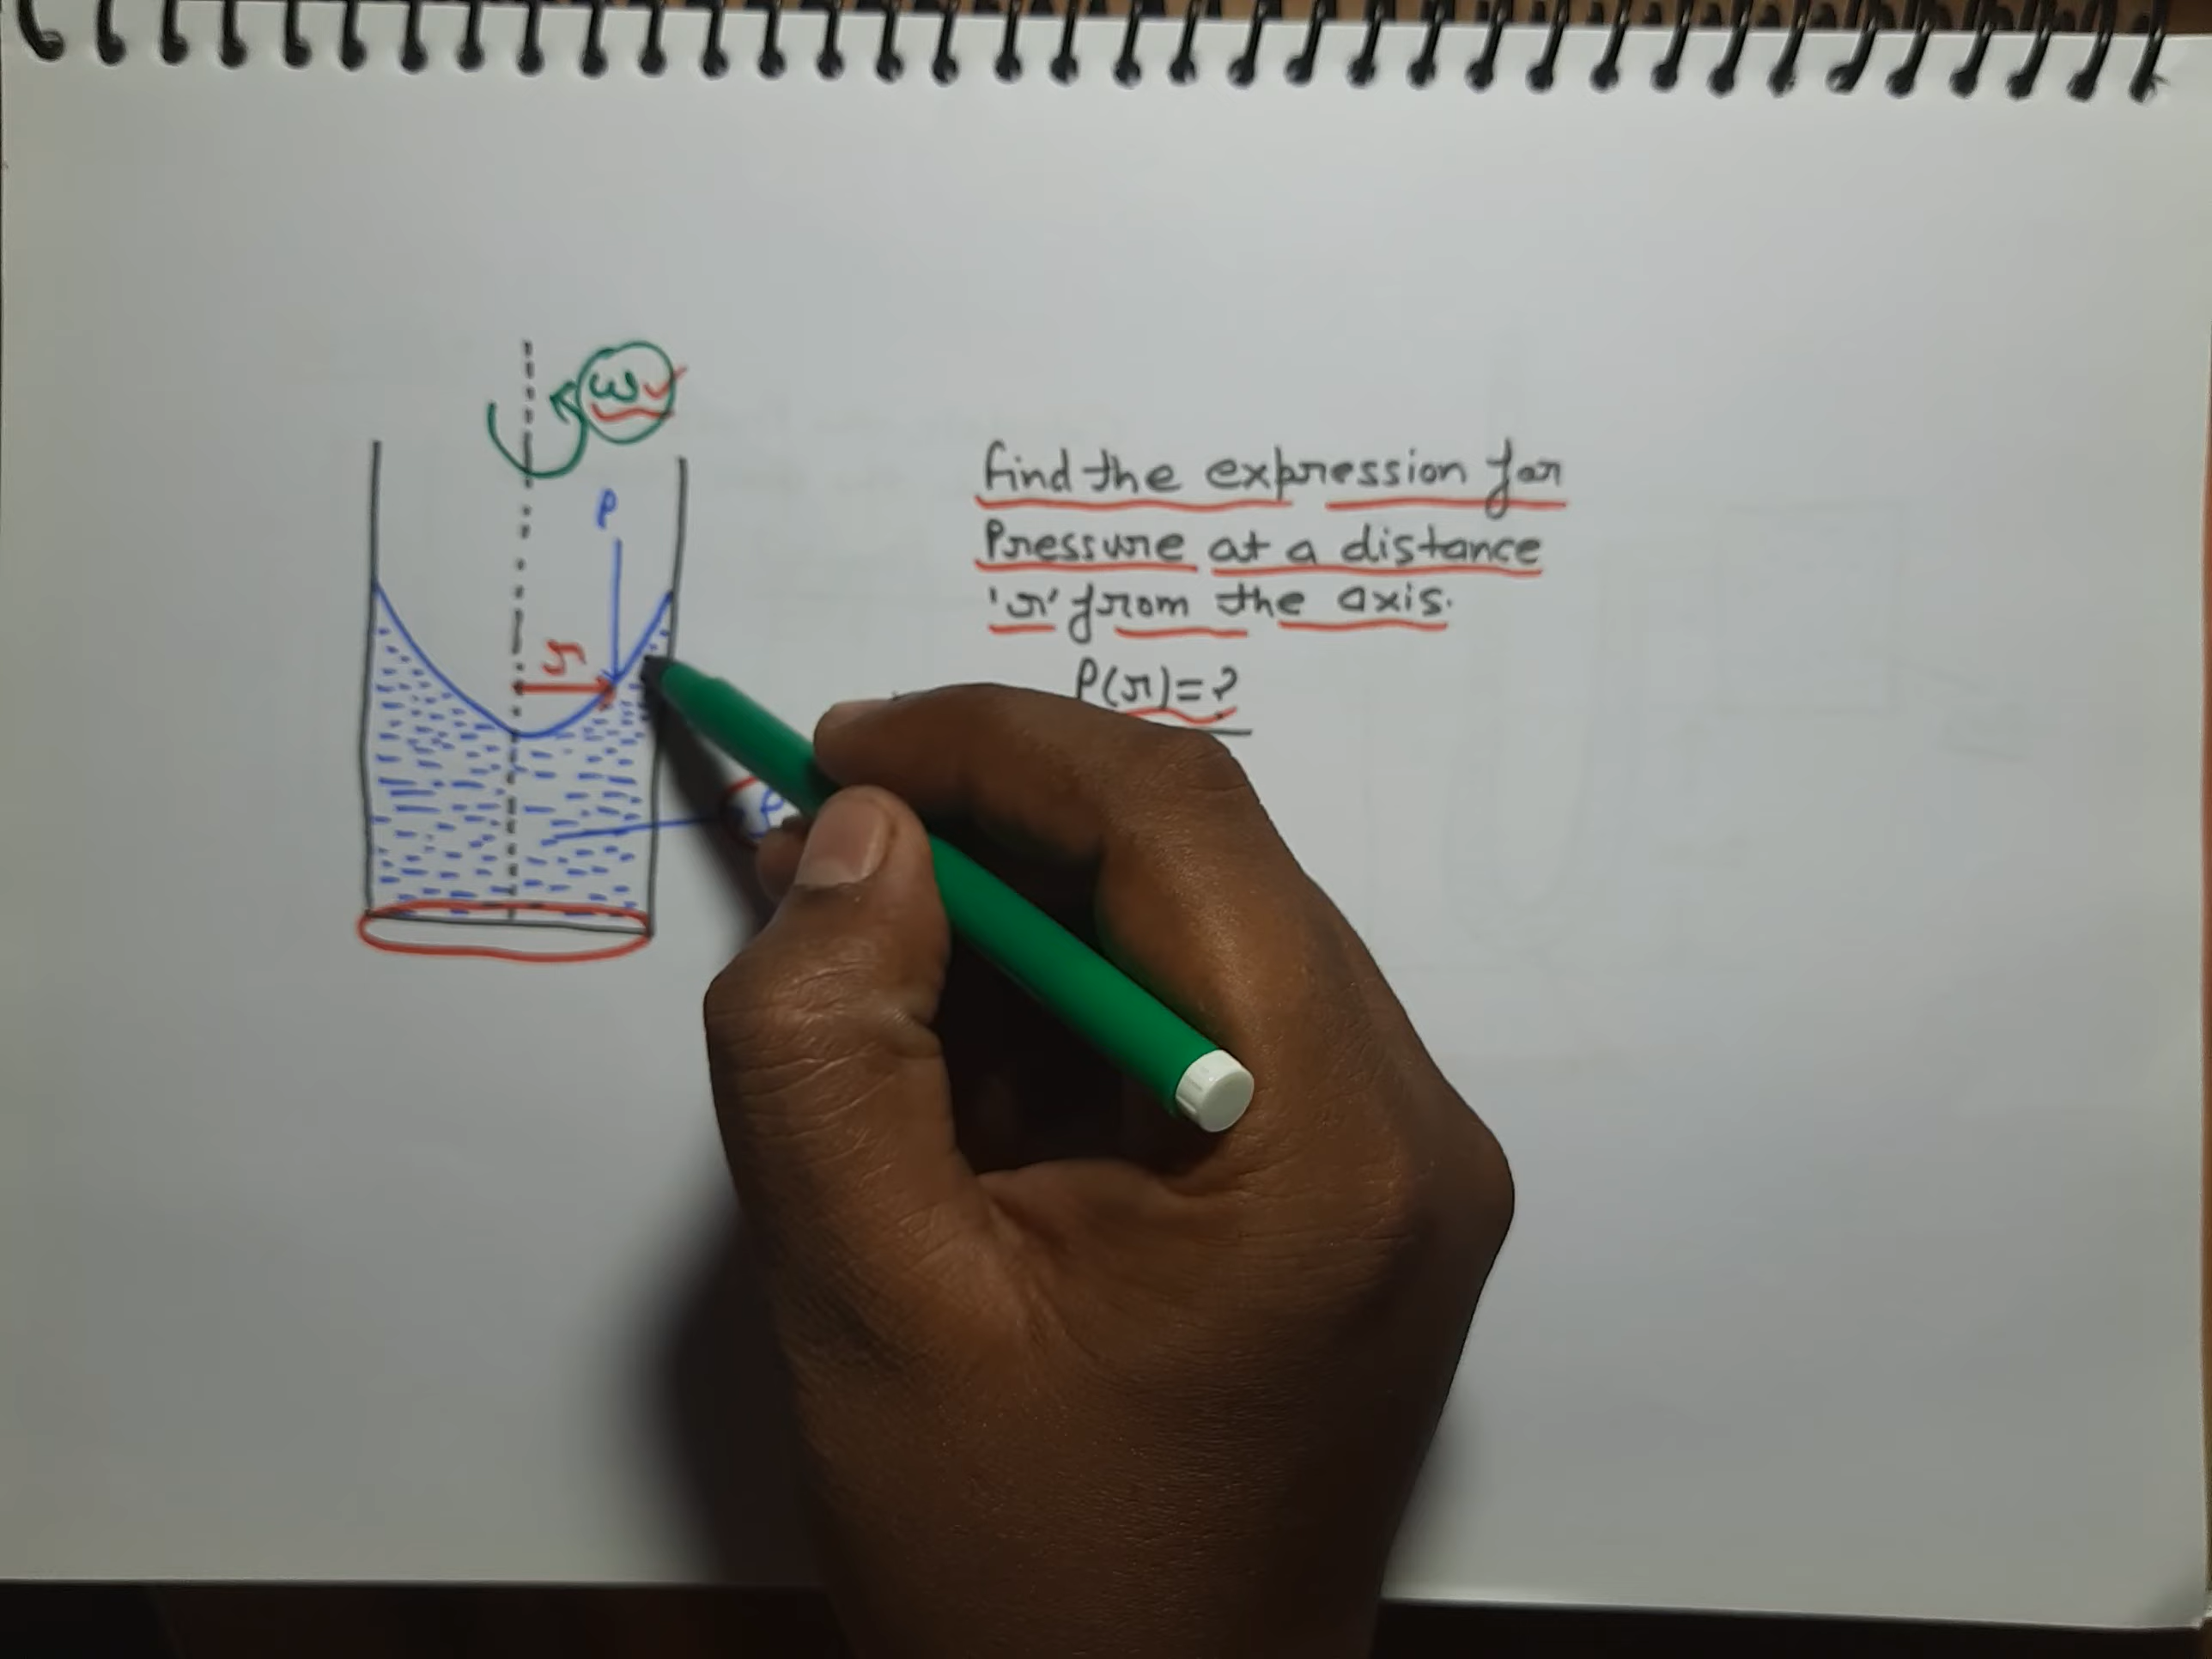 ω
P
r
ρ
find the expression for
Pressure at a distance
'r' from the axis.
P(r)=?